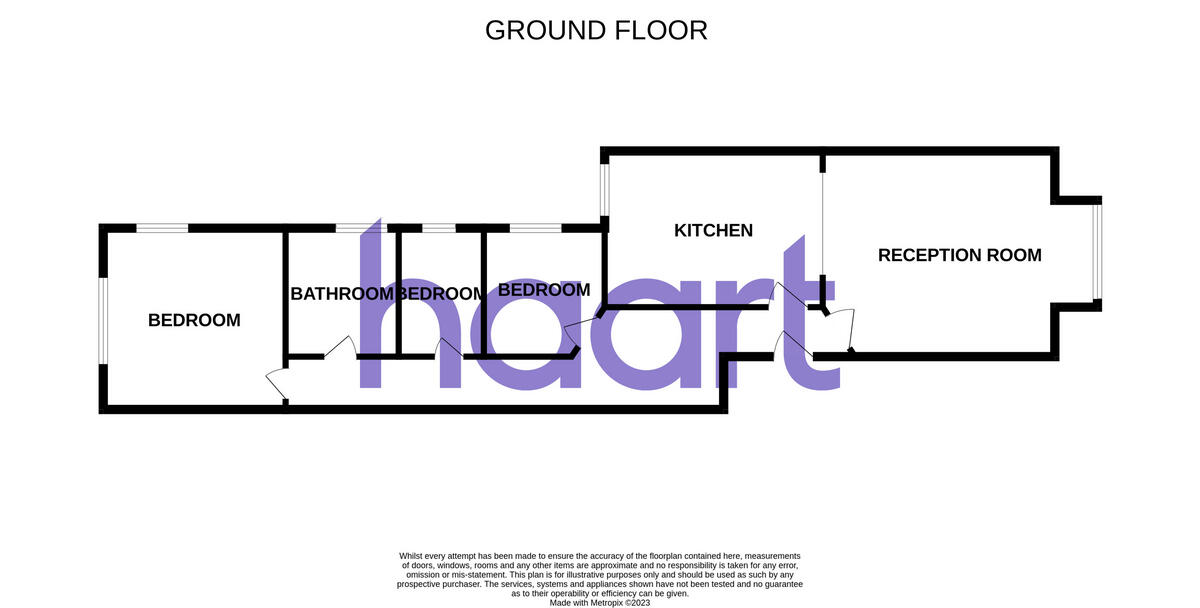 GROUND FLOOR
KITCHEN
RECEPTION ROOM
BATHROOM
BEDROOM
BEDROOM
BEDROOM
haart
Whilst every attempt has been made to ensure the accuracy of the floorplan contained here, measurements
of doors, windows, rooms and any other items are approximate and no responsibility is taken for any error,
omission or mis-statement. This plan is for illustrative purposes only and should be used as such by any
prospective purchaser. The services, systems and appliances shown have not been tested and no guarantee
as to their operability or efficiency can be given.
Made with Metropix ©2023